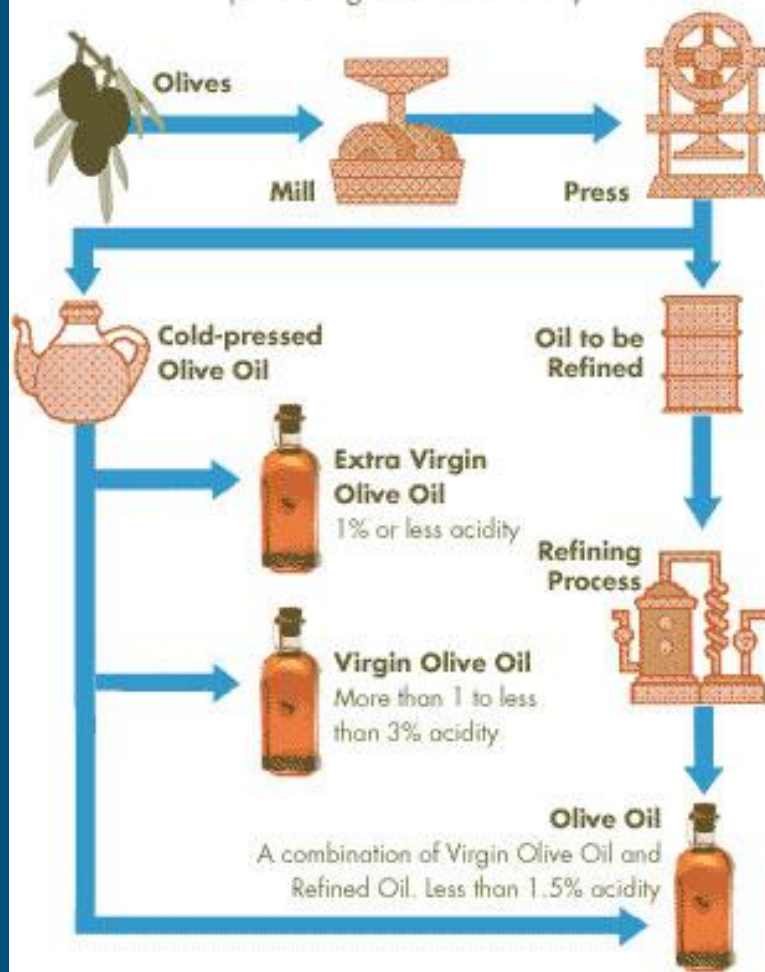 Olives
Mill
Press
Cold-pressed
Olive Oil
Oil to be
Refined
Extra Virgin
Olive Oil
1% or less acidity
Refining
Process
Virgin Olive Oil
More than 1 to less
than 3% acidity
Olive Oil
A combination of Virgin Olive Oil and
Refined Oil. Less than 1.5% acidity